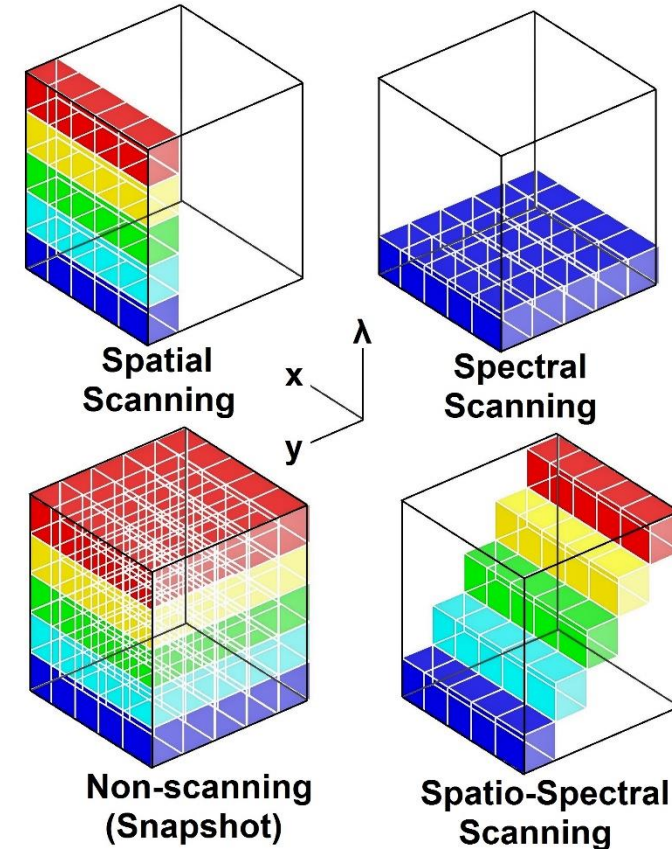 Spatial
Scanning
Spectral
Scanning
λ
x
y
Non-scanning
(Snapshot)
Spatio-Spectral
Scanning